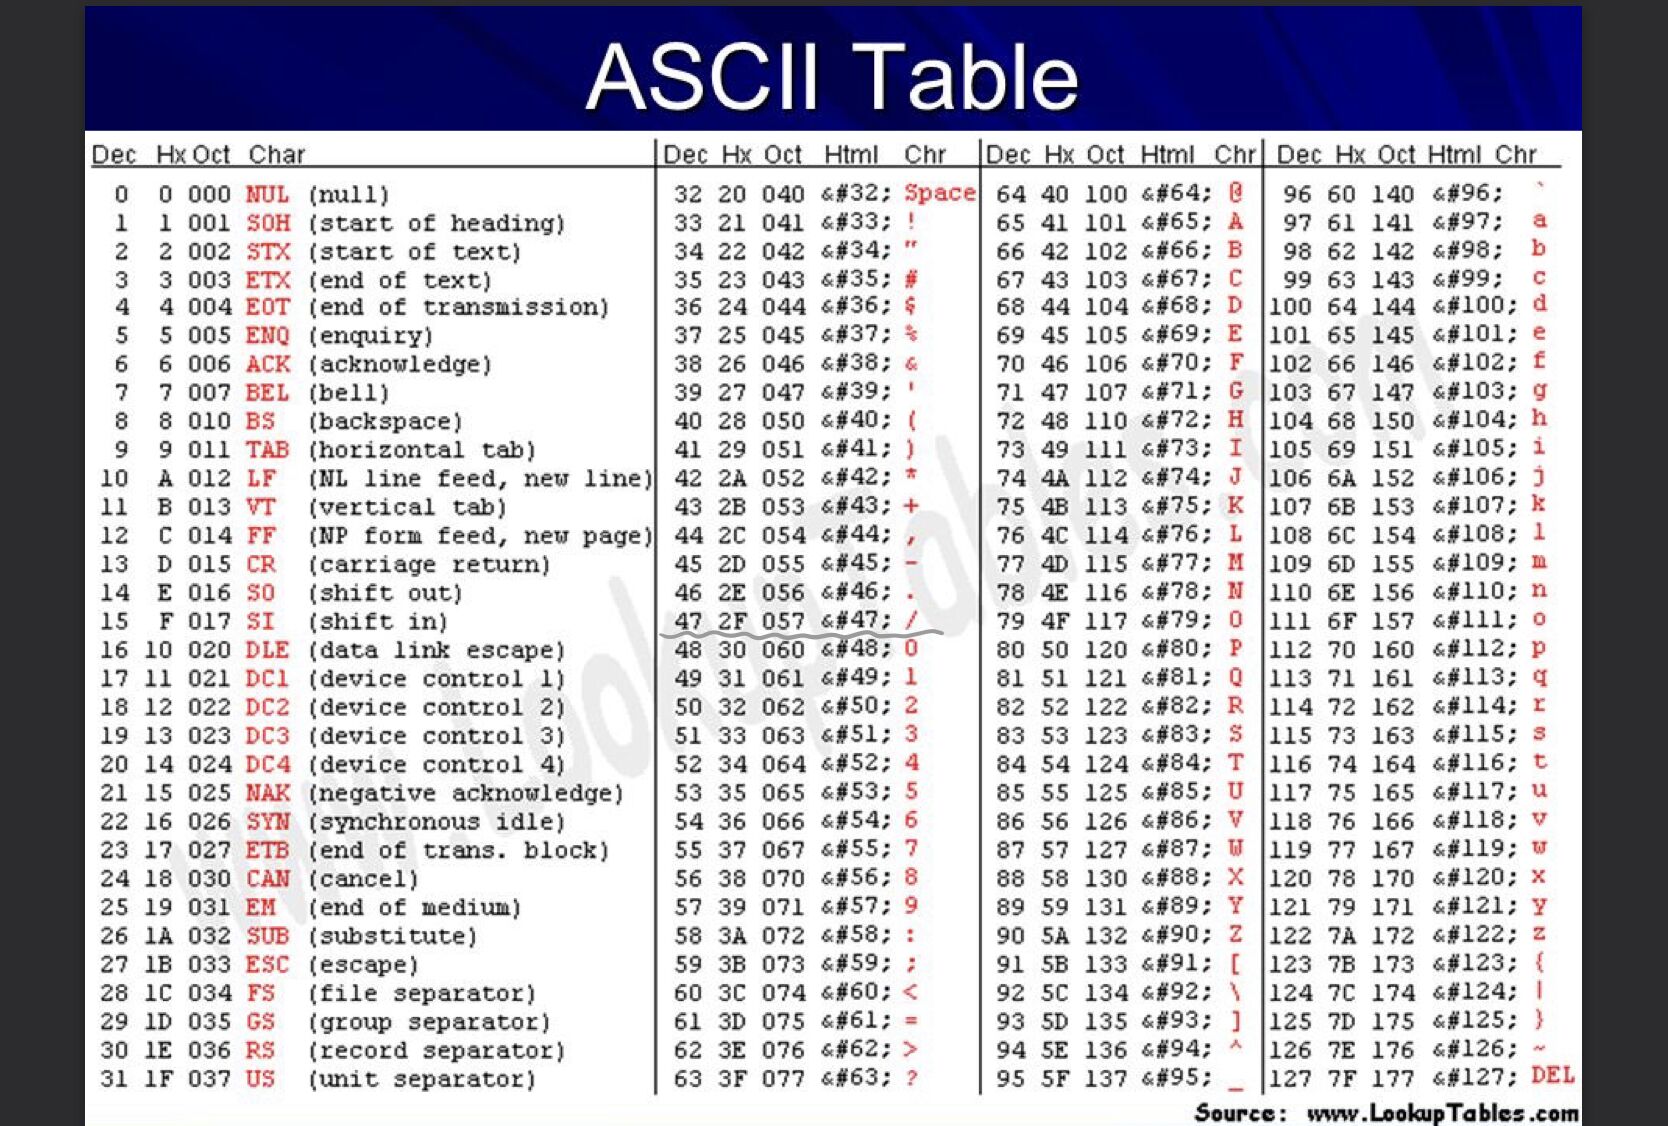 ASCII Table
Dec Hx Oct Char Dec Hx Oct Html Chr Dec Hx Oct Html Chr Dec Hx Oct Html Chr
0 0 000 NUL (null) 32 20 040 &#32; Space 64 40 100 &#64; @ 96 60 140 &#96; `
1 1 001 SOH (start of heading) 33 21 041 &#33; ! 65 41 101 &#65; A 97 61 141 &#97; a
2 2 002 STX (start of text) 34 22 042 &#34; " 66 42 102 &#66; B 98 62 142 &#98; b
3 3 003 ETX (end of text) 35 23 043 &#35; # 67 43 103 &#67; C 99 63 143 &#99; c
4 4 004 EOT (end of transmission) 36 24 044 &#36; $ 68 44 104 &#68; D 100 64 144 &#100; d
5 5 005 ENQ (enquiry) 37 25 045 &#37; % 69 45 105 &#69; E 101 65 145 &#101; e
6 6 006 ACK (acknowledge) 38 26 046 &#38; & 70 46 106 &#70; F 102 66 146 &#102; f
7 7 007 BEL (bell) 39 27 047 &#39; ' 71 47 107 &#71; G 103 67 147 &#103; g
8 8 010 BS (backspace) 40 28 050 &#40; ( 72 48 110 &#72; H 104 68 150 &#104; h
9 9 011 TAB (horizontal tab) 41 29 051 &#41; ) 73 49 111 &#73; I 105 69 151 &#105; i
10 A 012 LF (NL line feed, new line) 42 2A 052 &#42; * 74 4A 112 &#74; J 106 6A 152 &#106; j
11 B 013 VT (vertical tab) 43 2B 053 &#43; + 75 4B 113 &#75; K 107 6B 153 &#107; k
12 C 014 FF (NP form feed, new page) 44 2C 054 &#44; , 76 4C 114 &#76; L 108 6C 154 &#108; l
13 D 015 CR (carriage return) 45 2D 055 &#45; - 77 4D 115 &#77; M 109 6D 155 &#109; m
14 E 016 SO (shift out) 46 2E 056 &#46; . 78 4E 116 &#78; N 110 6E 156 &#110; n
15 F 017 SI (shift in) 47 2F 057 &#47; / 79 4F 117 &#79; O 111 6F 157 &#111; o
16 10 020 DLE (data link escape) 48 30 060 &#48; 0 80 50 120 &#80; P 112 70 160 &#112; p
17 11 021 DC1 (device control 1) 49 31 061 &#49; 1 81 51 121 &#81; Q 113 71 161 &#113; q
18 12 022 DC2 (device control 2) 50 32 062 &#50; 2 82 52 122 &#82; R 114 72 162 &#114; r
19 13 023 DC3 (device control 3) 51 33 063 &#51; 3 83 53 123 &#83; S 115 73 163 &#115; s
20 14 024 DC4 (device control 4) 52 34 064 &#52; 4 84 54 124 &#84; T 116 74 164 &#116; t
21 15 025 NAK (negative acknowledge) 53 35 065 &#53; 5 85 55 125 &#85; U 117 75 165 &#117; u
22 16 026 SYN (synchronous idle) 54 36 066 &#54; 6 86 56 126 &#86; V 118 76 166 &#118; v
23 17 027 ETB (end of trans. block) 55 37 067 &#55; 7 87 57 127 &#87; W 119 77 167 &#119; w
24 18 030 CAN (cancel) 56 38 070 &#56; 8 88 58 130 &#88; X 120 78 170 &#120; x
25 19 031 EM (end of medium) 57 39 071 &#57; 9 89 59 131 &#89; Y 121 79 171 &#121; y
26 1A 032 SUB (substitute) 58 3A 072 &#58; : 90 5A 132 &#90; Z 122 7A 172 &#122; z
27 1B 033 ESC (escape) 59 3B 073 &#59; ; 91 5B 133 &#91; [ 123 7B 173 &#123; {
28 1C 034 FS (file separator) 60 3C 074 &#60; < 92 5C 134 &#92; \ 124 7C 174 &#124; |
29 1D 035 GS (group separator) 61 3D 075 &#61; = 93 5D 135 &#93; ] 125 7D 175 &#125; }
30 1E 036 RS (record separator) 62 3E 076 &#62; > 94 5E 136 &#94; ^ 126 7E 176 &#126; ~
31 1F 037 US (unit separator) 63 3F 077 &#63; ? 95 5F 137 &#95; _ 127 7F 177 &#127; DEL
Source: www.LookupTables.com
www.LookupTables.com